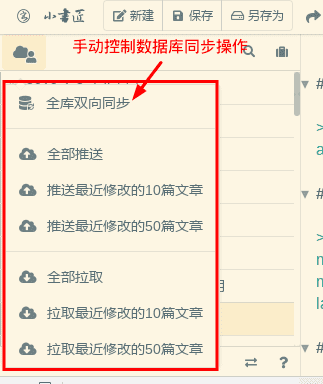 小书匠
新建
保存
另存为
手动控制数据库同步操作
全库双向同步
全部推送
推送最近修改的10篇文章
推送最近修改的50篇文章
全部拉取
拉取最近修改的10篇文章
拉取最近修改的50篇文章
#
>
a
#
>
n
n
la
#
?